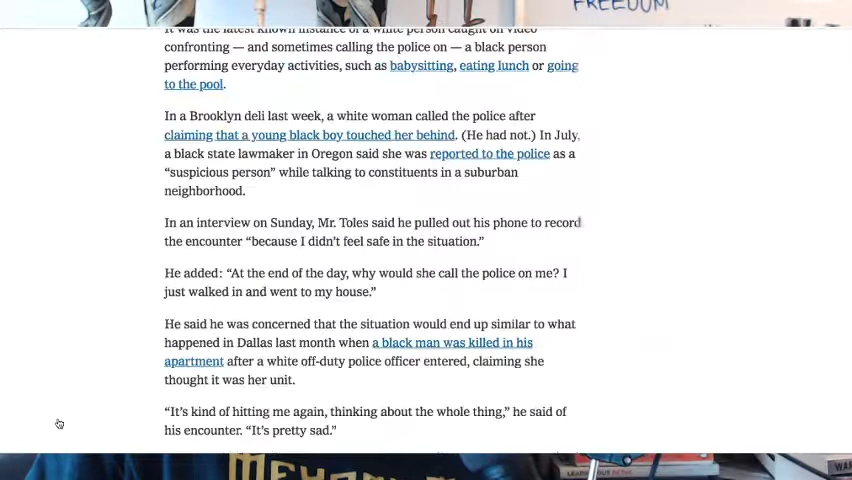 FREEDOM
It was the latest known instance of a white person caught on video
confronting — and sometimes calling the police on — a black person
performing everyday activities, such as babysitting, eating lunch or going
to the pool.
In a Brooklyn deli last week, a white woman called the police after
claiming that a young black boy touched her behind. (He had not.) In July,
a black state lawmaker in Oregon said she was reported to the police as a
“suspicious person” while talking to constituents in a suburban
neighborhood.
In an interview on Sunday, Mr. Toles said he pulled out his phone to record
the encounter “because I didn’t feel safe in the situation.”
He added: “At the end of the day, why would she call the police on me? I
just walked in and went to my house.”
He said he was concerned that the situation would end up similar to what
happened in Dallas last month when a black man was killed in his
apartment after a white off-duty police officer entered, claiming she
thought it was her unit.
“It’s kind of hitting me again, thinking about the whole thing,” he said of
his encounter. “It’s pretty sad.”